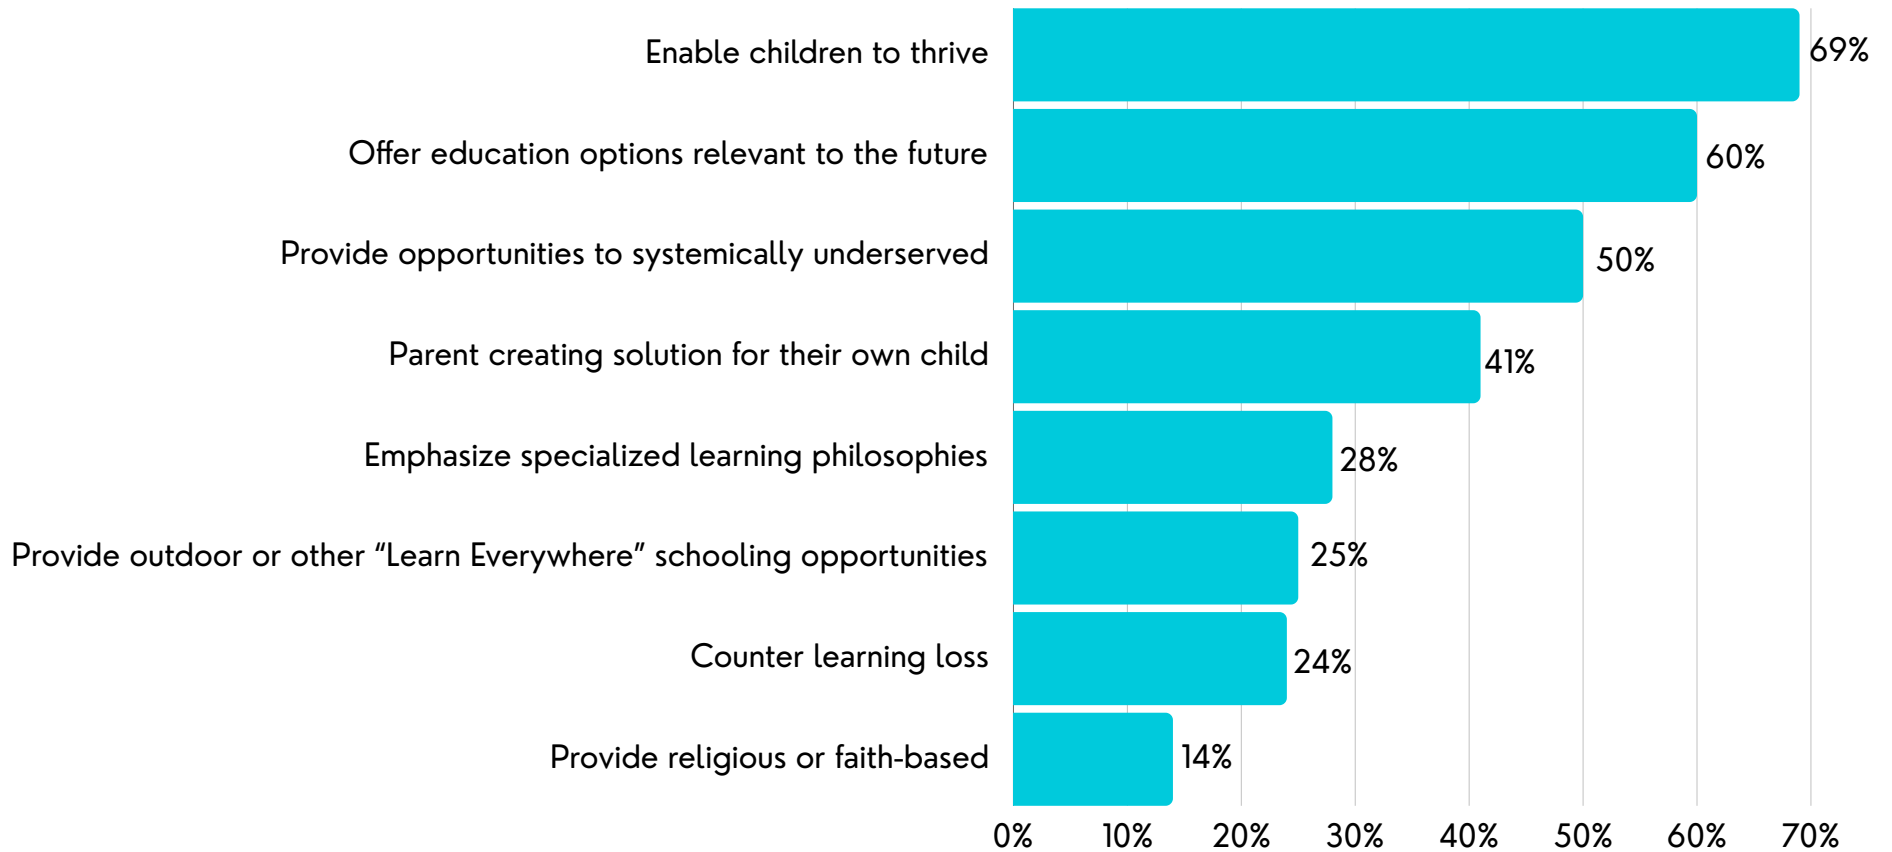 Enable children to thrive 69%
Offer education options relevant to the future 60%
Provide opportunities to systemically underserved 50%
Parent creating solution for their own child 41%
Emphasize specialized learning philosophies 28%
Provide outdoor or other “Learn Everywhere” schooling opportunities 25%
Counter learning loss 24%
Provide religious or faith-based 14%
0% 10% 20% 30% 40% 50% 60% 70%